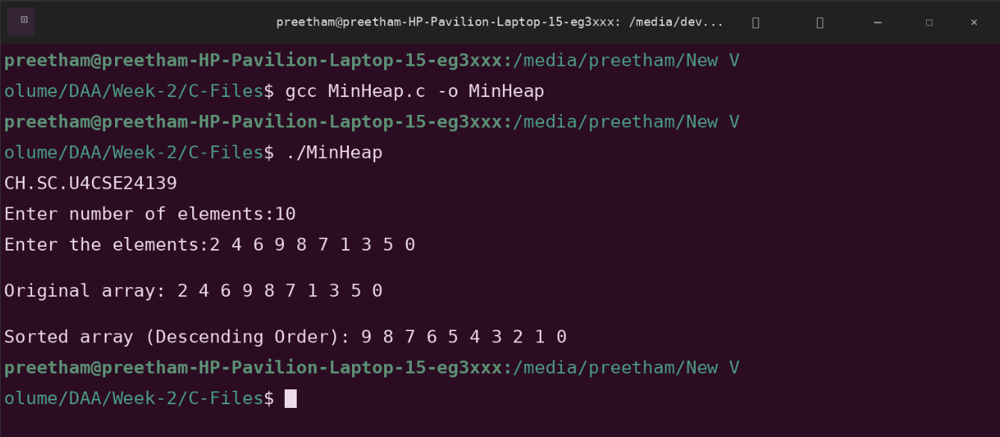 preetham@preetham-HP-Pavilion-Laptop-15-eg3xxx: /media/dev...
preetham@preetham-HP-Pavilion-Laptop-15-eg3xxx:/media/preetham/New V
olume/DAA/Week-2/C-Files$ gcc MinHeap.c -o MinHeap
preetham@preetham-HP-Pavilion-Laptop-15-eg3xxx:/media/preetham/New V
olume/DAA/Week-2/C-Files$ ./MinHeap
CH.SC.U4CSE24139
Enter number of elements:10
Enter the elements:2 4 6 9 8 7 1 3 5 0
Original array: 2 4 6 9 8 7 1 3 5 0
Sorted array (Descending Order): 9 8 7 6 5 4 3 2 1 0
preetham@preetham-HP-Pavilion-Laptop-15-eg3xxx:/media/preetham/New V
olume/DAA/Week-2/C-Files$